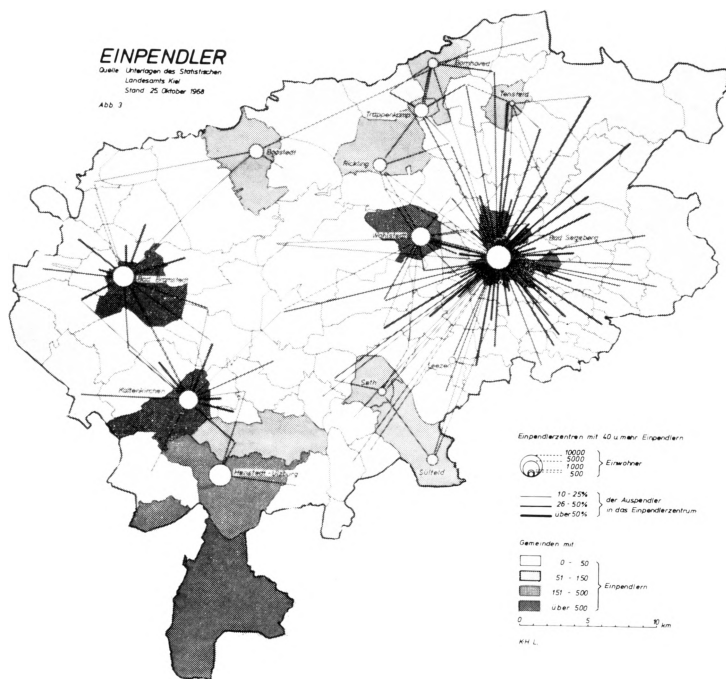 EINPENDLER
Quelle Unterlagen des Statistischen
Landesamts Kiel
Stand 25. Oktober 1968
Abb 3
Bornhöved
Tensfeld
Trappenkamp
Boostedt
Rickling
Wahlstedt
Bad Segeberg
Bad Bramstedt
Kaltenkirchen
Seth
Leezen
Sülfeld
Henstedt-Ulzburg
Einpendlerzentren mit 40 u mehr Einpendlern
10000
5000
1000
500
Einwohner
10 - 25%
26 - 50%
über 50%
der Auspendler
in das Einpendlerzentrum
Gemeinden mit
0 - 50
51 - 150
151 - 500
über 500
Einpendlern
0 5 10
km
K.H.L.